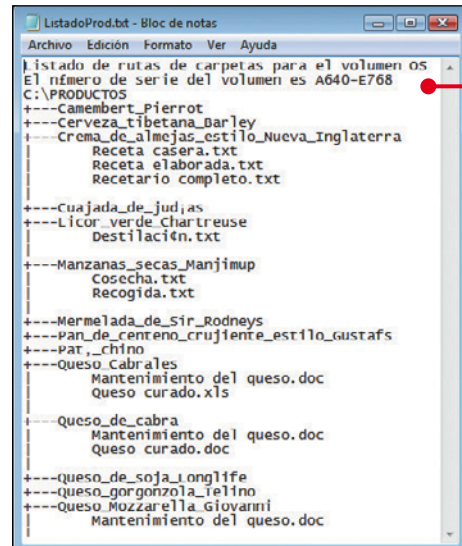 ListadoProd.txt - Bloc de notas
Archivo Edición Formato Ver Ayuda
Listado de rutas de carpetas para el volumen OS
El nfmero de serie del volumen es A640-E768
C:\PRODUCTOS
+---Camembert_Pierrot
+---Cerveza_tibetana_Barley
+---Crema_de_almejas_estilo_Nueva_Inglaterra
|       Receta casera.txt
|       Receta elaborada.txt
|       Recetario completo.txt
|
+---Cuajada_de_jud¡as
+---Licor_verde_Chartreuse
|       Destilaci¢n.txt
|
+---Manzanas_secas_Manjimup
|       Cosecha.txt
|       Recogida.txt
|
+---Mermelada_de_Sir_Rodneys
+---Pan_de_centeno_crujiente_estilo_Gustafs
+---Pat‚_chino
+---Queso_Cabrales
|       Mantenimiento del queso.doc
|       Queso curado.xls
|
+---Queso_de_cabra
|       Mantenimiento del queso.doc
|       Queso curado.doc
|
+---Queso_de_soja_Longlife
+---Queso_gorgonzola_Telino
+---Queso_Mozzarella_Giovanni
|       Mantenimiento del queso.doc
|